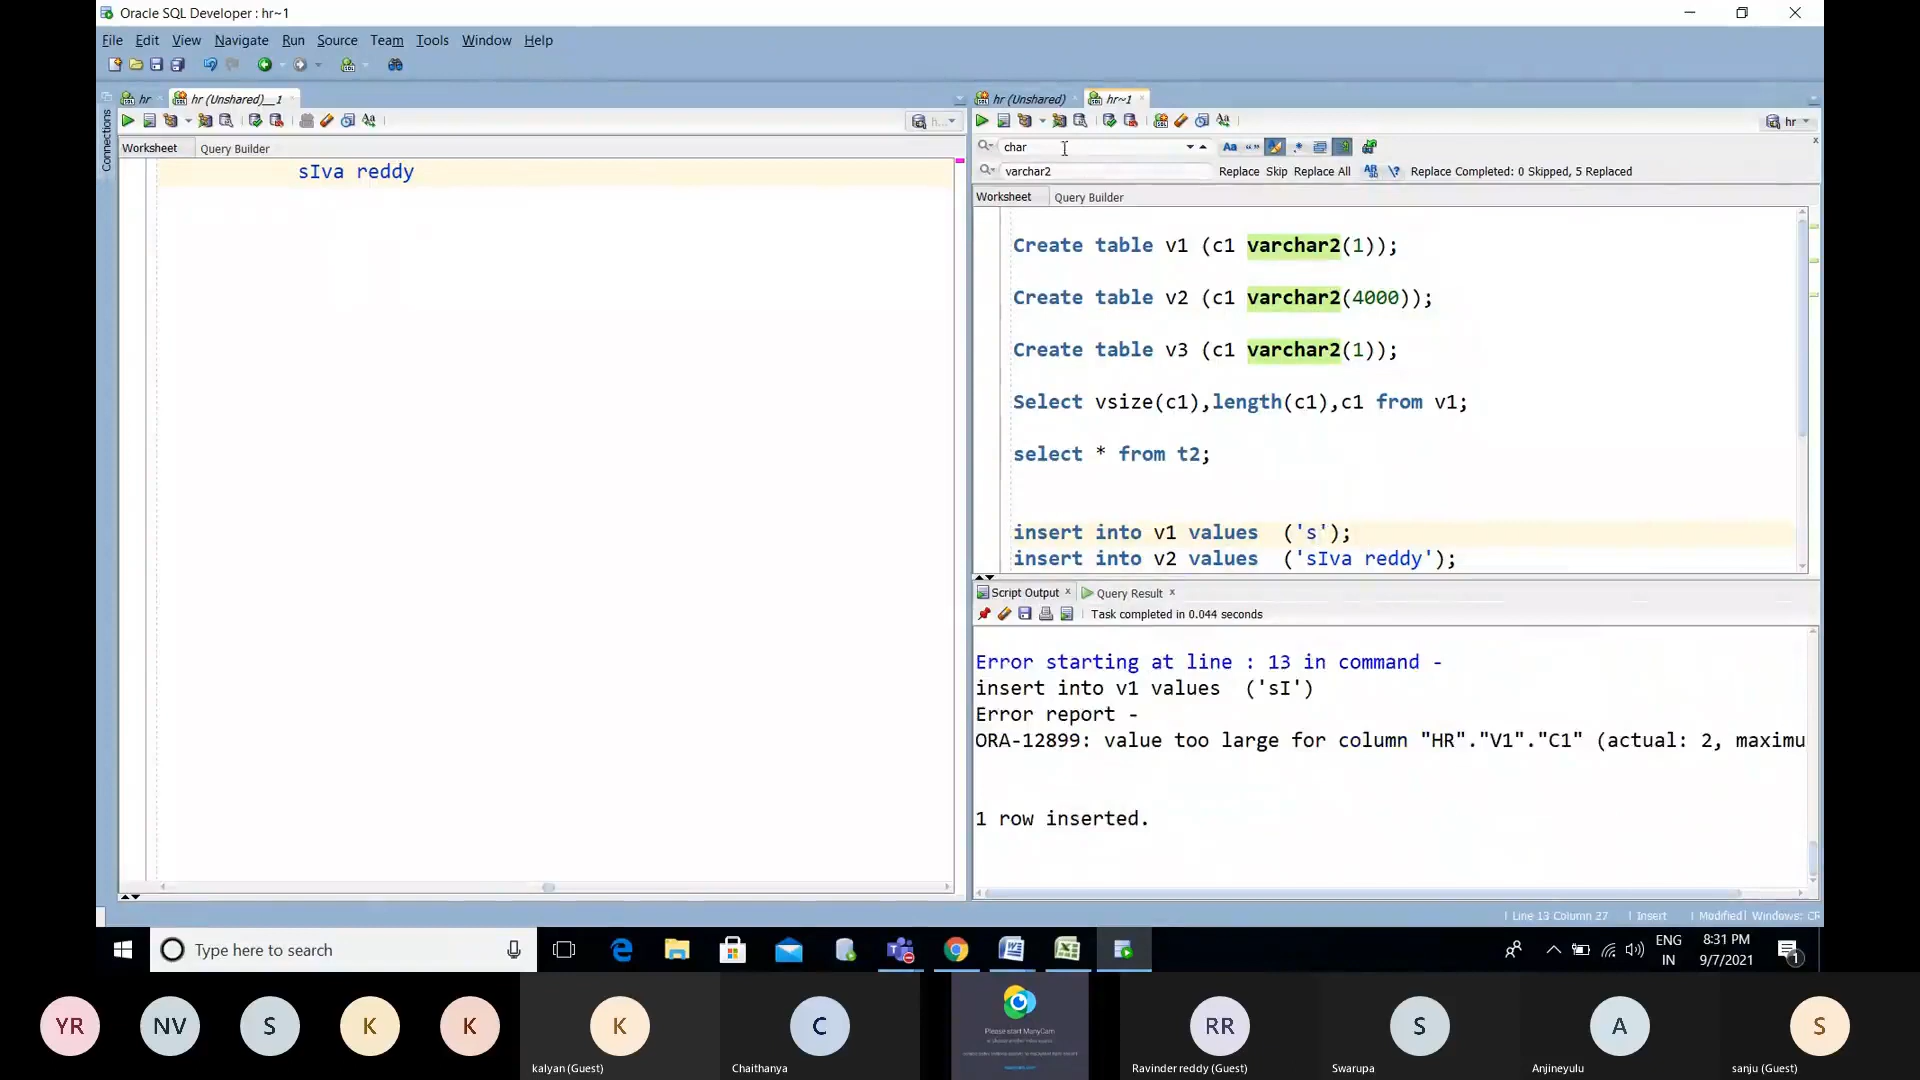 Oracle SQL Developer : hr~1
File Edit View Navigate Run Source Team Tools Window Help
hr hr (Unshared)__1 hr (Unshared) hr~1
hr
char
varchar2 Replace Skip Replace All Replace Completed: 0 Skipped, 5 Replaced
Connections
Worksheet Query Builder
sIva reddy
Worksheet Query Builder
Create table v1 (c1 varchar2(1));
Create table v2 (c1 varchar2(4000));
Create table v3 (c1 varchar2(1));
Select vsize(c1),length(c1),c1 from v1;
select * from t2;
insert into v1 values  ('s');
insert into v2 values  ('sIva reddy');
Script Output Query Result
Task completed in 0.044 seconds
Error starting at line : 13 in command -
insert into v1 values  ('sI')
Error report -
ORA-12899: value too large for column "HR"."V1"."C1" (actual: 2, maximu
1 row inserted.
Line 13 Column 27 Insert Modified Windows: CR
Type here to search
ENG
IN
8:31 PM
9/7/2021
1
YR NV S K K K C RR S A S
Please start ManyCam
kalyan (Guest) Chaithanya Ravinder reddy (Guest) Swarupa Anjineyulu sanju (Guest)